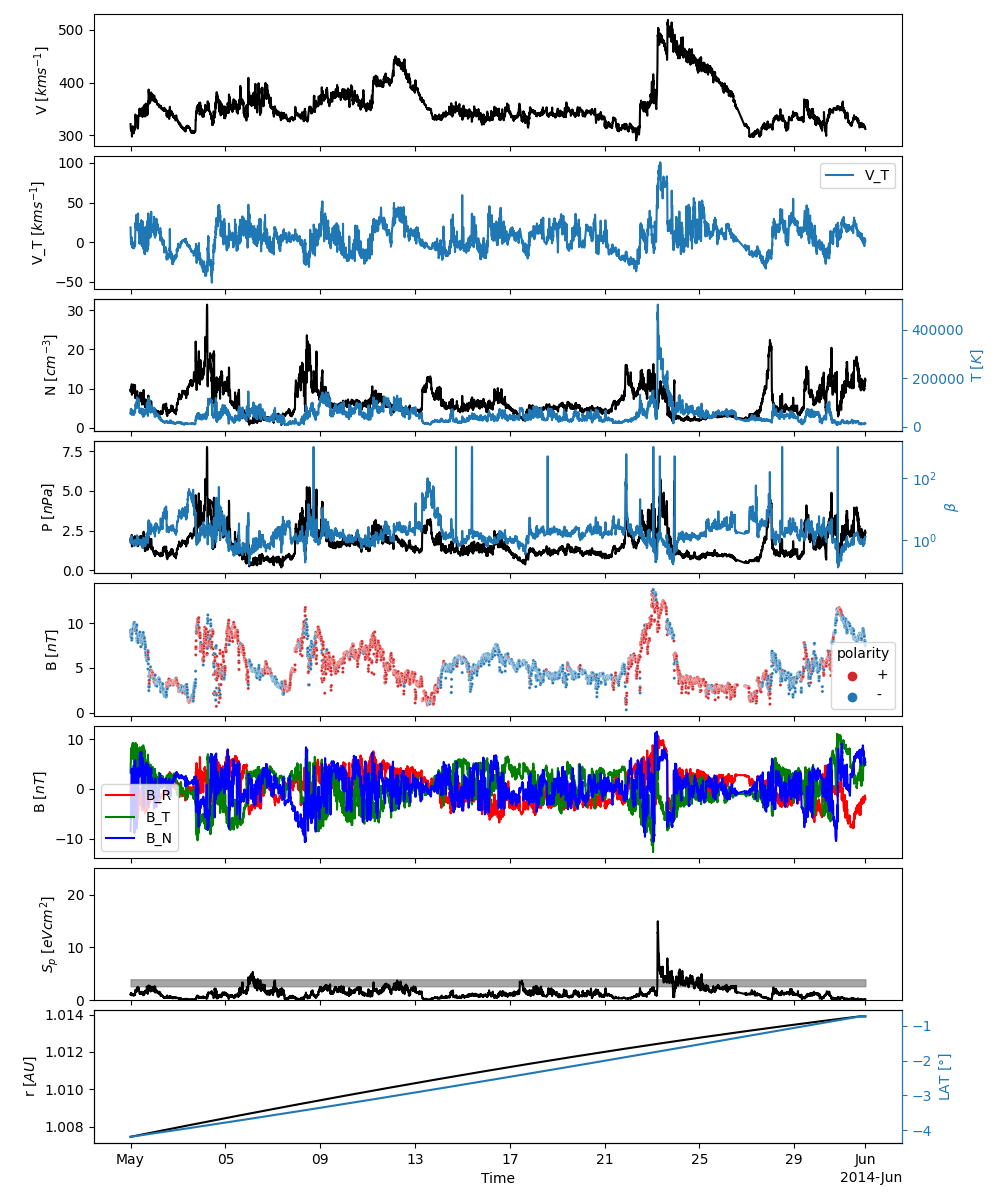 500
400
300
V [kms⁻¹]
100
50
0
−50
V_T [kms⁻¹]
V_T
30
20
10
0
N [cm⁻³]
400000
200000
0
T [K]
7.5
5.0
2.5
0.0
P [nPa]
10²
10⁰
β
10
5
0
B [nT]
polarity
+
-
10
0
−10
B [nT]
B_R
B_T
B_N
20
10
0
Sₚ [eVcm²]
1.014
1.012
1.010
1.008
r [AU]
−1
−2
−3
−4
LAT [°]
May 05 09 13 17 21 25 29 Jun
Time
2014-Jun